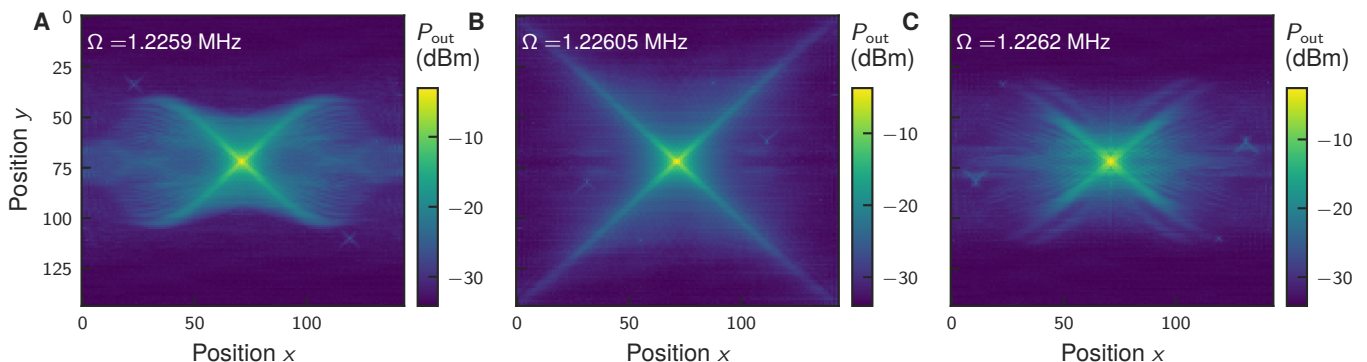 A
Ω =1.2259 MHz
P_out
(dBm)
−10
−20
−30
Position y
0
25
50
75
100
125
0
50
100
Position x
B
Ω =1.22605 MHz
P_out
(dBm)
−10
−20
−30
0
50
100
Position x
C
Ω =1.2262 MHz
P_out
(dBm)
−10
−20
−30
0
50
100
Position x